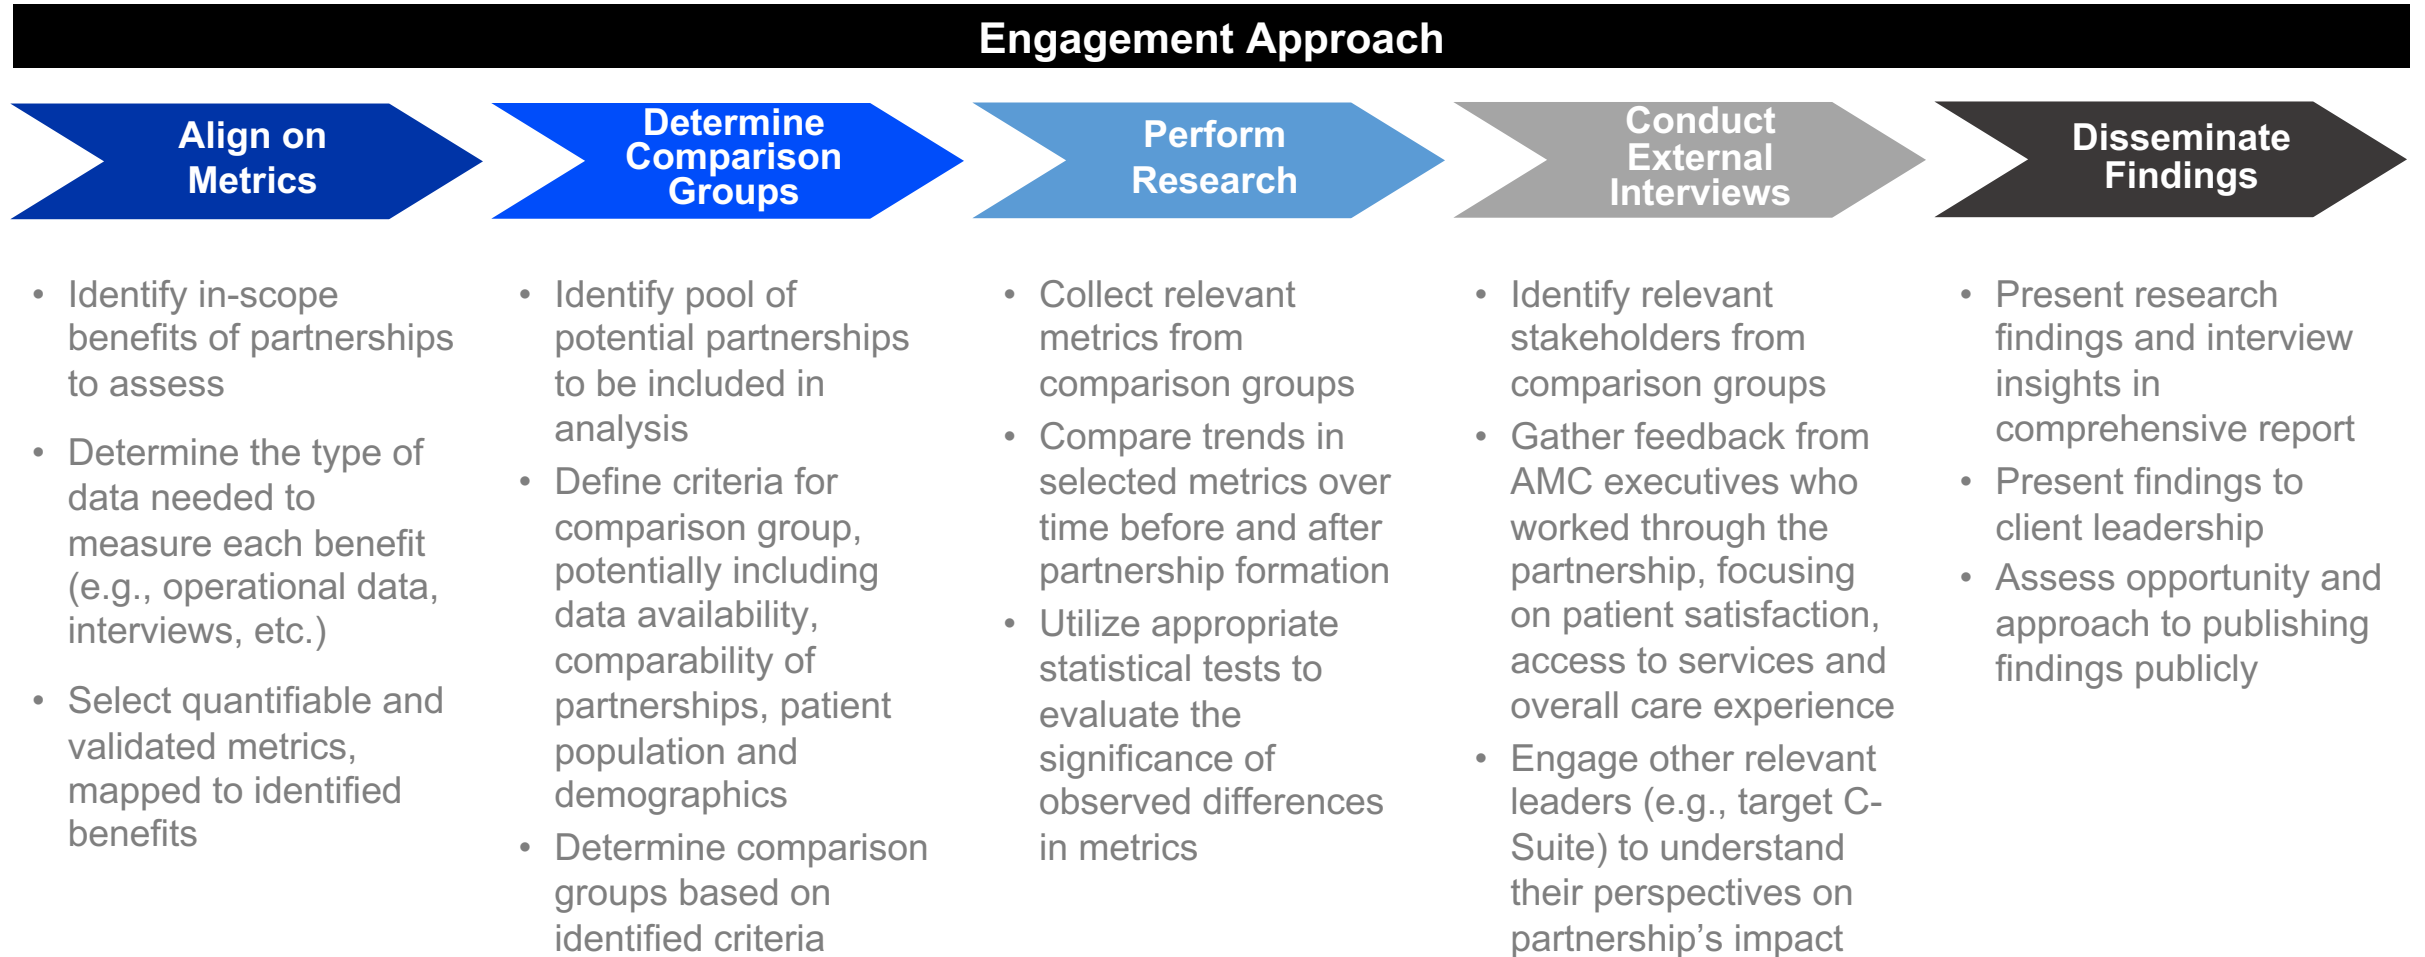 Engagement Approach
Align on
Metrics
Determine
Comparison
Groups
Perform
Research
Conduct
External
Interviews
Disseminate
Findings
• Identify in-scope
benefits of partnerships
to assess
• Determine the type of
data needed to
measure each benefit
(e.g., operational data,
interviews, etc.)
• Select quantifiable and
validated metrics,
mapped to identified
benefits
• Identify pool of
potential partnerships
to be included in
analysis
• Define criteria for
comparison group,
potentially including
data availability,
comparability of
partnerships, patient
population and
demographics
• Determine comparison
groups based on
identified criteria
• Collect relevant
metrics from
comparison groups
• Compare trends in
selected metrics over
time before and after
partnership formation
• Utilize appropriate
statistical tests to
evaluate the
significance of
observed differences
in metrics
• Identify relevant
stakeholders from
comparison groups
• Gather feedback from
AMC executives who
worked through the
partnership, focusing
on patient satisfaction,
access to services and
overall care experience
• Engage other relevant
leaders (e.g., target C-
Suite) to understand
their perspectives on
partnership’s impact
• Present research
findings and interview
insights in
comprehensive report
• Present findings to
client leadership
• Assess opportunity and
approach to publishing
findings publicly